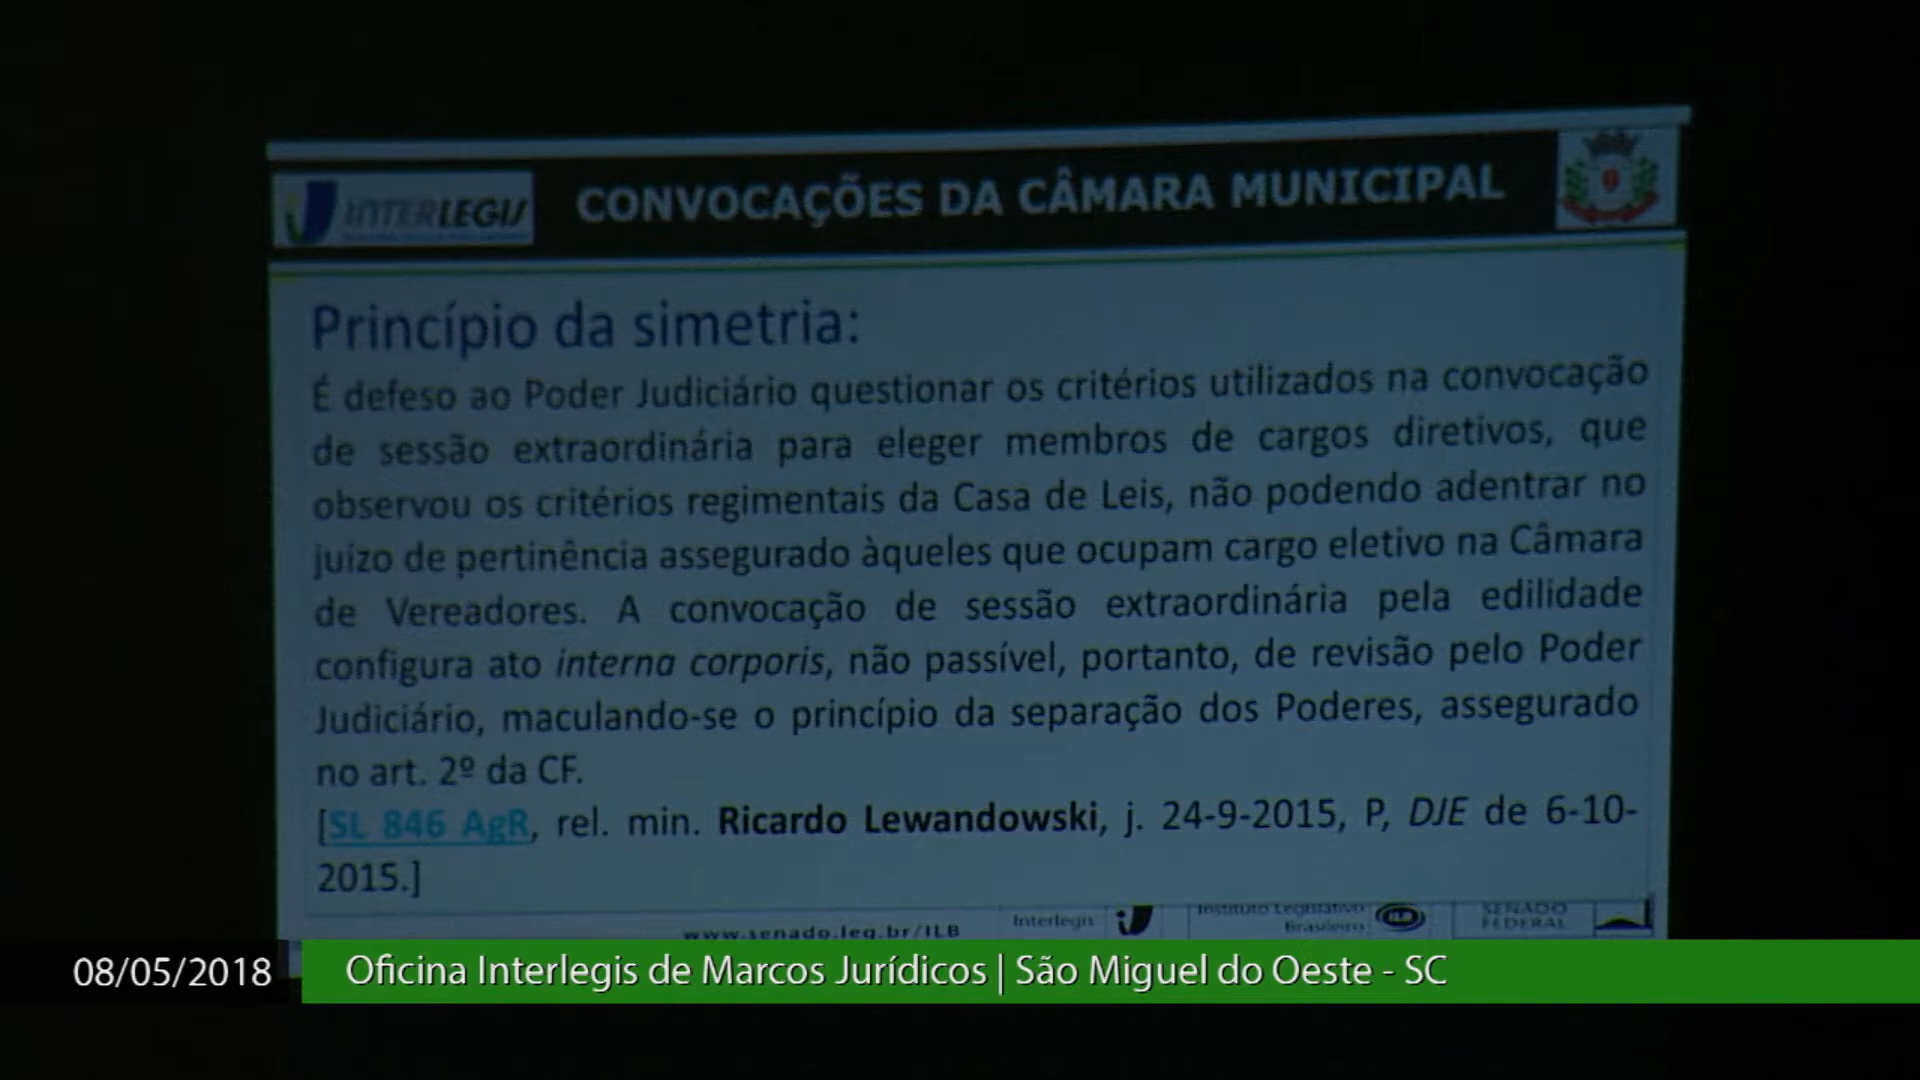 INTERLEGIS
CONVOCAÇÕES DA CÂMARA MUNICIPAL
Princípio da simetria:
É defeso ao Poder Judiciário questionar os critérios utilizados na convocação
de sessão extraordinária para eleger membros de cargos diretivos, que
observou os critérios regimentais da Casa de Leis, não podendo adentrar no
juízo de pertinência assegurado àqueles que ocupam cargo eletivo na Câmara
de Vereadores. A convocação de sessão extraordinária pela edilidade
configura ato interna corporis, não passível, portanto, de revisão pelo Poder
Judiciário, maculando-se o princípio da separação dos Poderes, assegurado
no art. 2º da CF.
[SL 846 AgR, rel. min. Ricardo Lewandowski, j. 24-9-2015, P, DJE de 6-10-
2015.]
www.senado.leg.br/ILB
Interlegis
Instituto Legislativo
Brasileiro
ILB
SENADO
FEDERAL
08/05/2018
Oficina Interlegis de Marcos Jurídicos | São Miguel do Oeste - SC